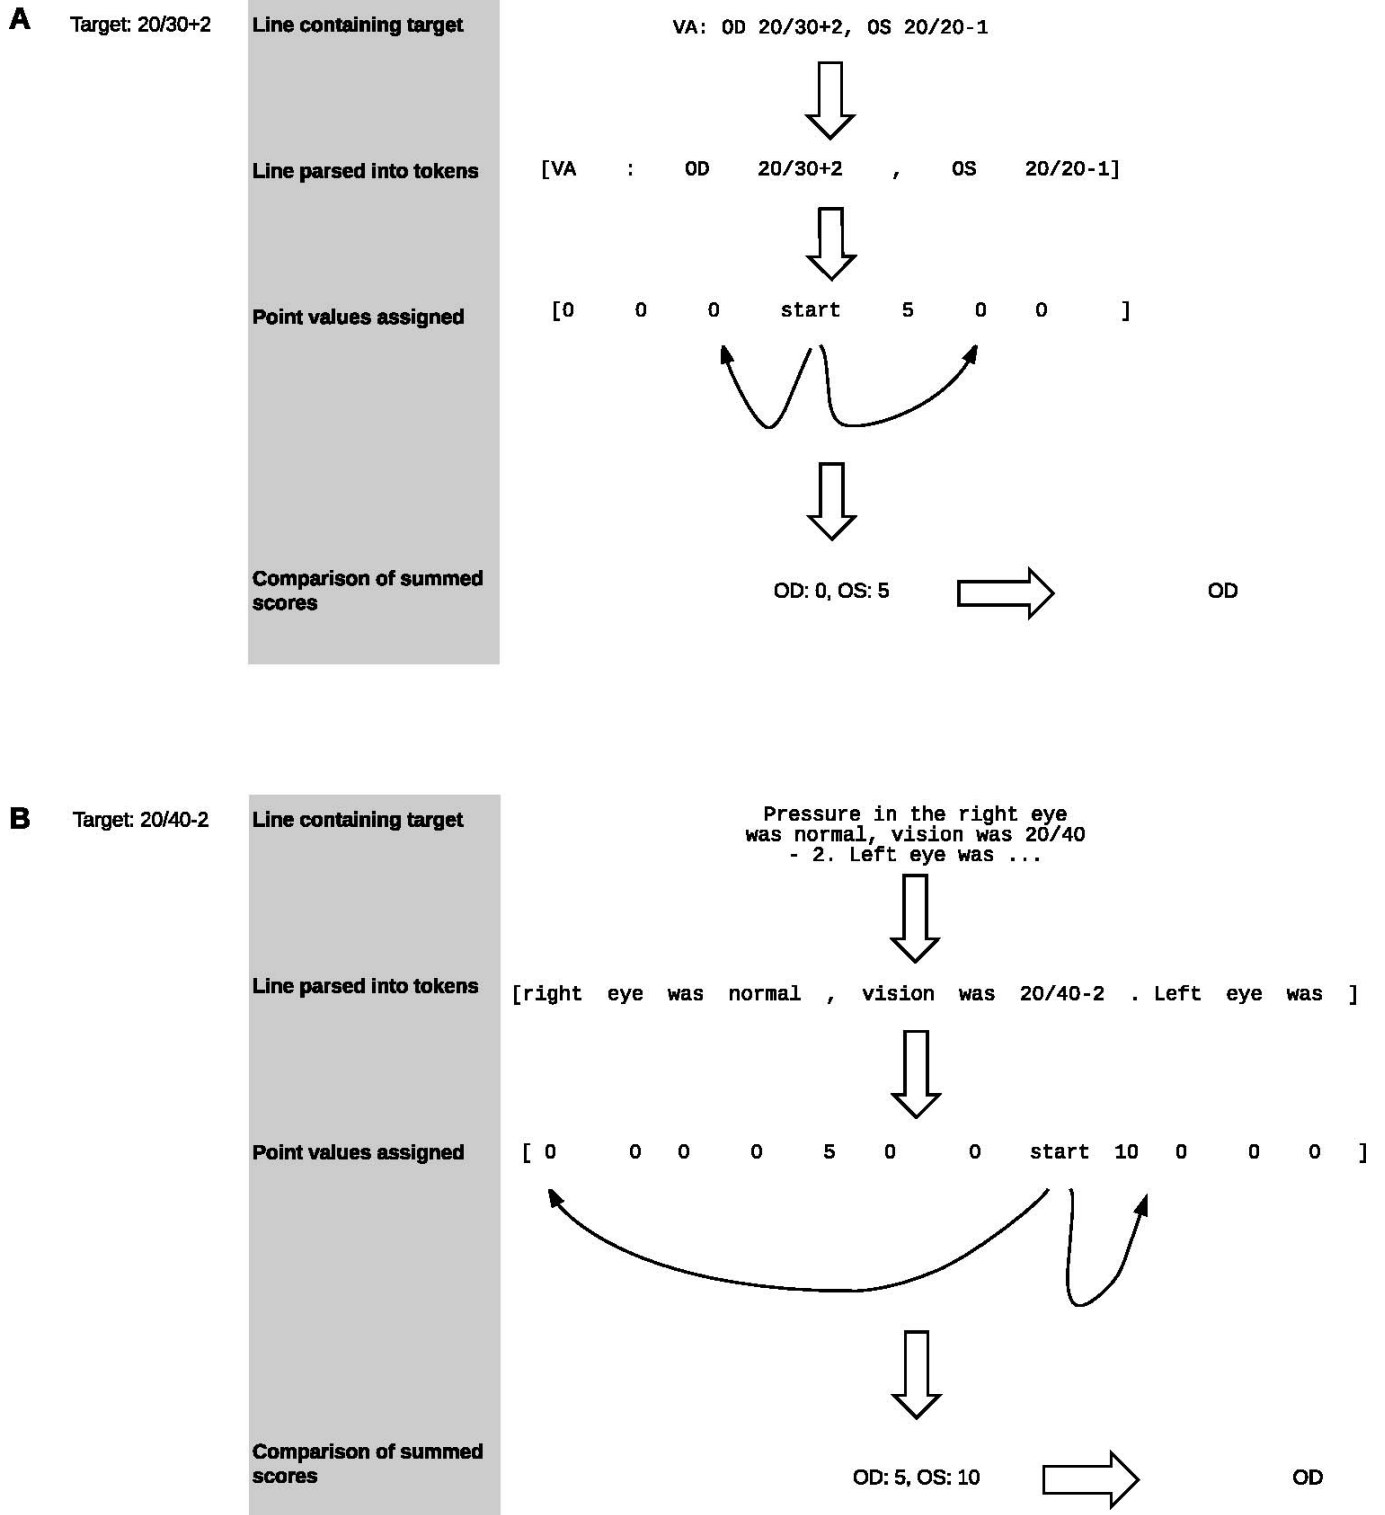 A Target: 20/30+2 Line containing target VA: OD 20/30+2, OS 20/20-1
Line parsed into tokens [VA : OD 20/30+2 , OS 20/20-1]
Point values assigned [0 0 0 start 5 0 0 ]
Comparison of summed
scores
OD: 0, OS: 5 OD
B Target: 20/40-2 Line containing target
Pressure in the right eye
was normal, vision was 20/40
- 2. Left eye was ...
Line parsed into tokens [right eye was normal , vision was 20/40-2 . Left eye was ]
Point values assigned [ 0 0 0 0 5 0 0 start 10 0 0 0 ]
Comparison of summed
scores
OD: 5, OS: 10 OD